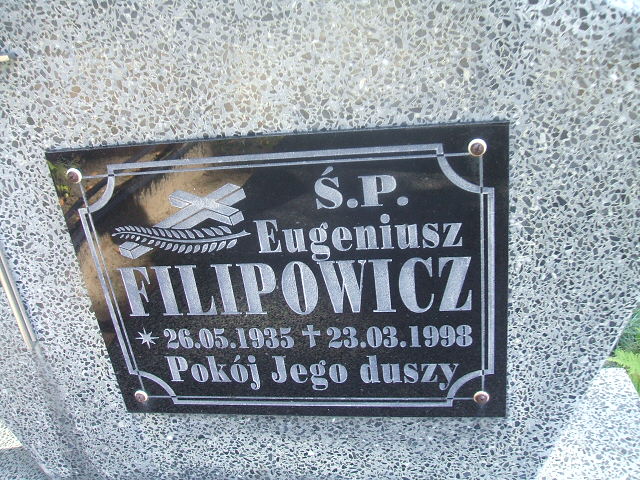 Ś.P.
Eugeniusz
FILIPOWICZ
* 26.05.1935 † 23.03.1998
Pokój Jego duszy